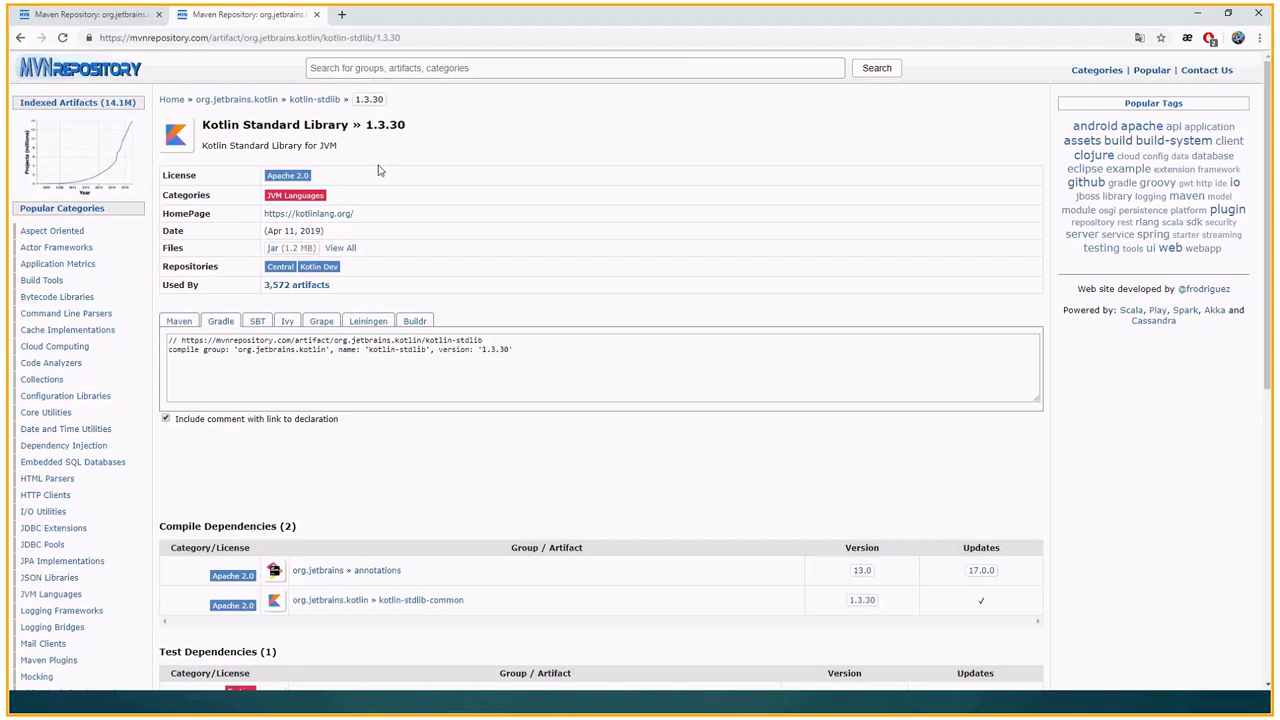 Maven Repository: org.jetbrains.
Maven Repository: org.jetbrains.
https://mvnrepository.com/artifact/org.jetbrains.kotlin/kotlin-stdlib/1.3.30
MVNREPOSITORY
Search for groups, artifacts, categories
Search
Categories | Popular | Contact Us
Indexed Artifacts (14.1M)
Projects (millions)
Year
Popular Categories
Aspect Oriented
Actor Frameworks
Application Metrics
Build Tools
Bytecode Libraries
Command Line Parsers
Cache Implementations
Cloud Computing
Code Analyzers
Collections
Configuration Libraries
Core Utilities
Date and Time Utilities
Dependency Injection
Embedded SQL Databases
HTML Parsers
HTTP Clients
I/O Utilities
JDBC Extensions
JDBC Pools
JPA Implementations
JSON Libraries
JVM Languages
Logging Frameworks
Logging Bridges
Mail Clients
Maven Plugins
Mocking
Home » org.jetbrains.kotlin » kotlin-stdlib » 1.3.30
Kotlin Standard Library » 1.3.30
Kotlin Standard Library for JVM
License Apache 2.0
Categories JVM Languages
HomePage https://kotlinlang.org/
Date (Apr 11, 2019)
Files jar (1.2 MB) View All
Repositories Central Kotlin Dev
Used By 3,572 artifacts
Maven Gradle SBT Ivy Grape Leiningen Buildr
// https://mvnrepository.com/artifact/org.jetbrains.kotlin/kotlin-stdlib
compile group: 'org.jetbrains.kotlin', name: 'kotlin-stdlib', version: '1.3.30'
Include comment with link to declaration
Compile Dependencies (2)
Category/License Group / Artifact Version Updates
Apache 2.0 org.jetbrains » annotations 13.0 17.0.0
Apache 2.0 org.jetbrains.kotlin » kotlin-stdlib-common 1.3.30 ✓
Test Dependencies (1)
Category/License Group / Artifact Version Updates
Popular Tags
android apache api application
assets build build-system client
clojure cloud config data database
eclipse example extension framework
github gradle groovy gwt http ide io
jboss library logging maven model
module osgi persistence platform plugin
repository rest rlang scala sdk security
server service spring starter streaming
testing tools ui web webapp
Web site developed by @frodriguez
Powered by: Scala, Play, Spark, Akka and
Cassandra